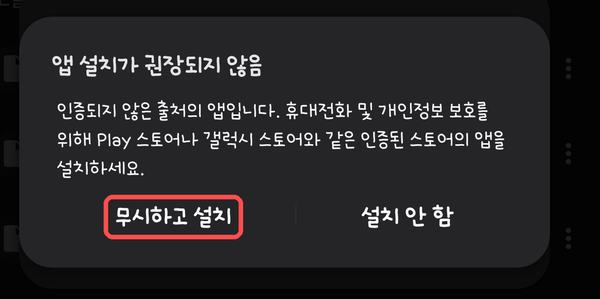 앱 설치가 권장되지 않음
인증되지 않은 출처의 앱입니다. 휴대전화 및 개인정보 보호를
위해 Play 스토어나 갤럭시 스토어와 같은 인증된 스토어의 앱을
설치하세요.
무시하고 설치
설치 안 함